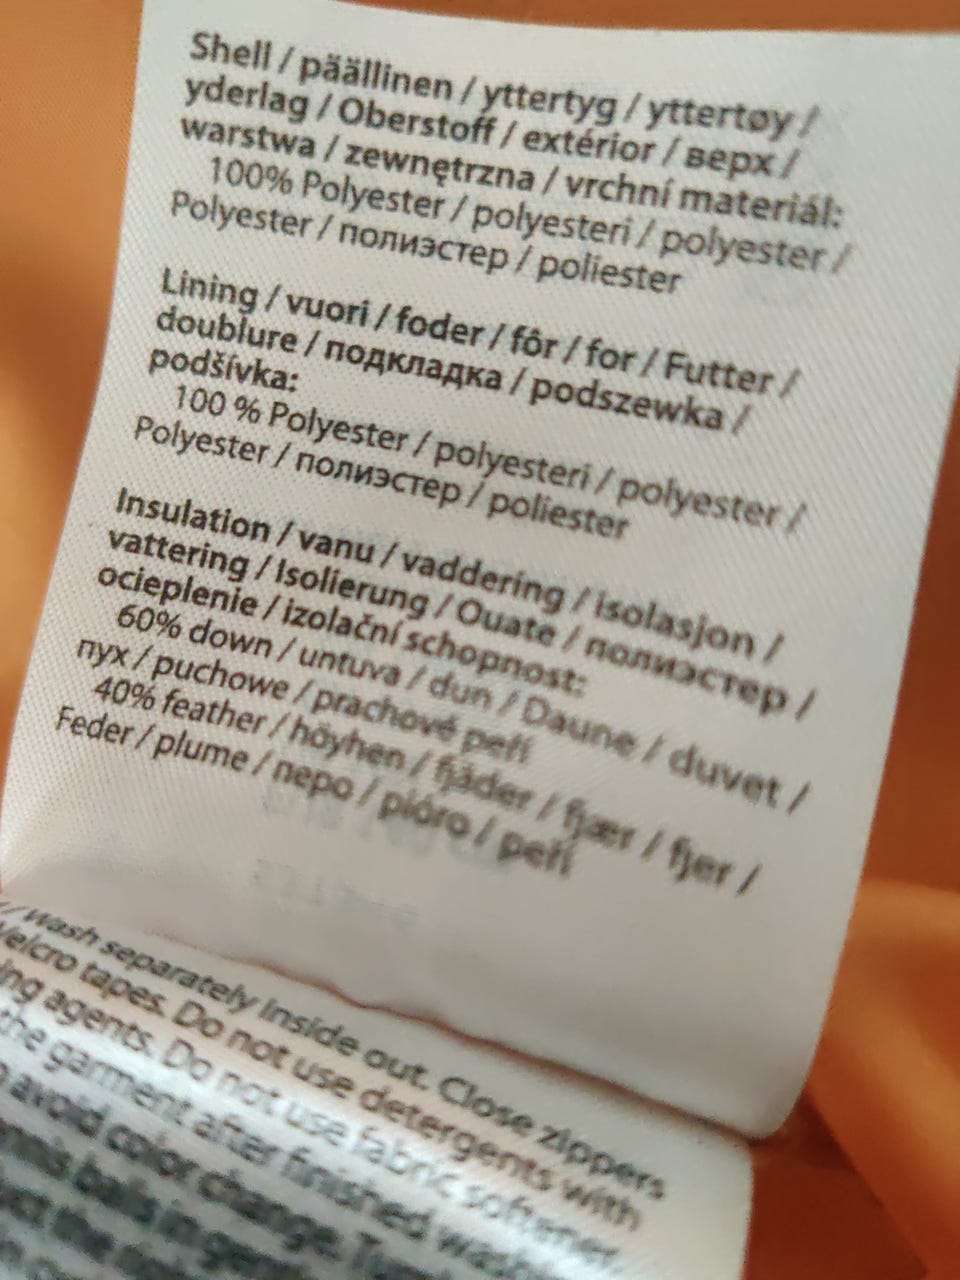 Shell / päällinen / yttertyg / yttertøy /
yderlag / Oberstoff / extérior / верх /
warstwa / zewnętrzna / vrchní materiál:
100% Polyester / polyesteri / polyester /
Polyester / полиэстер / poliester
Lining / vuori / foder / fôr / for / Futter /
doublure / подкладка / podszewka /
podšívka:
100 % Polyester / polyesteri / polyester /
Polyester / полиэстер / poliester
Insulation / vanu / vaddering / isolasjon /
vattering / Isolierung / Ouate / полиэстер /
ocieplenie / izolační schopnost:
60% down / untuva / dun / Daune / duvet /
пух / puchowe / prachové peří
40% feather / höyhen / fjäder / fjær / fjer /
Feder / plume / перо / pióro / peří
/ wash separately inside out. Close zippers
Velcro tapes. Do not use detergents with
agents. Do not use fabric softener.
the garment after finished
avoid color change.
balls in
the